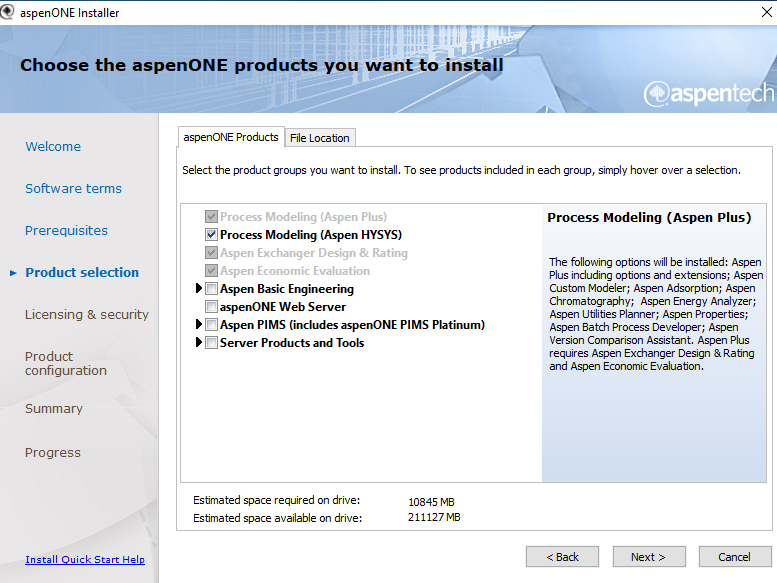 aspenONE Installer
Choose the aspenONE products you want to install
aspentech
Welcome
Software terms
Prerequisites
Product selection
Licensing & security
Product
configuration
Summary
Progress
Install Quick Start Help
aspenONE Products
File Location
Select the product groups you want to install. To see products included in each group, simply hover over a selection.
Process Modeling (Aspen Plus)
Process Modeling (Aspen HYSYS)
Aspen Exchanger Design & Rating
Aspen Economic Evaluation
Aspen Basic Engineering
aspenONE Web Server
Aspen PIMS (includes aspenONE PIMS Platinum)
Server Products and Tools
Process Modeling (Aspen Plus)
The following options will be installed: Aspen
Plus including options and extensions; Aspen
Custom Modeler; Aspen Adsorption; Aspen
Chromatography; Aspen Energy Analyzer;
Aspen Utilities Planner; Aspen Properties;
Aspen Batch Process Developer; Aspen
Version Comparison Assistant. Aspen Plus
requires Aspen Exchanger Design & Rating
and Aspen Economic Evaluation.
Estimated space required on drive: 10845 MB
Estimated space available on drive: 211127 MB
< Back
Next >
Cancel